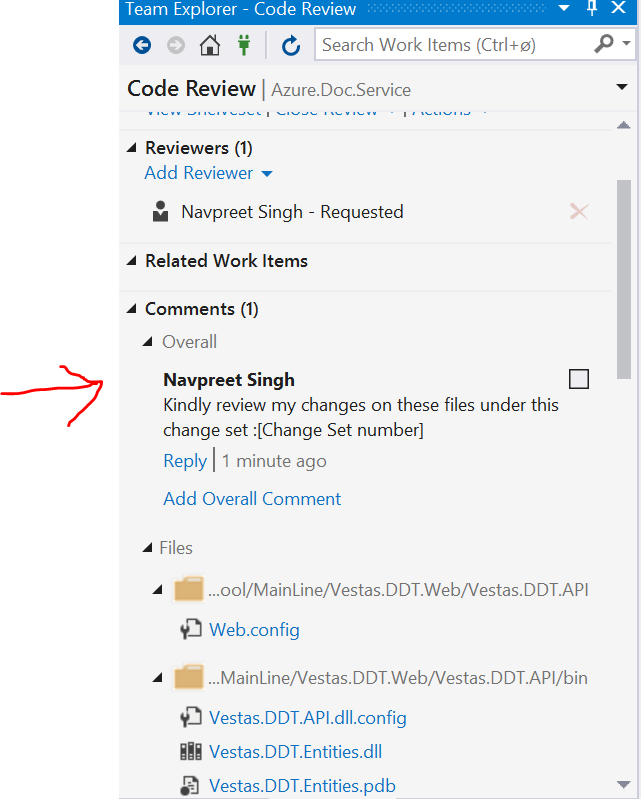 Team Explorer - Code Review
Search Work Items (Ctrl+ø)
Code Review | Azure.Doc.Service
View Shelveset | Close Review | Actions
Reviewers (1)
Add Reviewer
Navpreet Singh - Requested
Related Work Items
Comments (1)
Overall
Navpreet Singh
Kindly review my changes on these files under this
change set :[Change Set number]
Reply | 1 minute ago
Add Overall Comment
Files
...ool/MainLine/Vestas.DDT.Web/Vestas.DDT.API
Web.config
...MainLine/Vestas.DDT.Web/Vestas.DDT.API/bin
Vestas.DDT.API.dll.config
Vestas.DDT.Entities.dll
Vestas.DDT.Entities.pdb